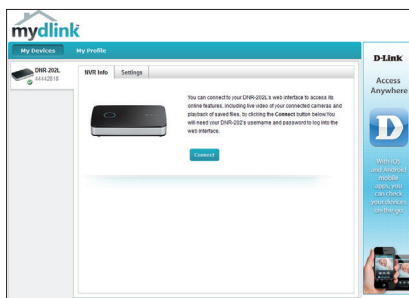 mydlink
My Devices
My Profile
DNR-202L
44442818
NVR Info
Settings
You can connect to your DNR-202L's web interface to access its
online features, including live video of your connected cameras and
playback of saved files, by clicking the Connect button below.You
will need your DNR-202's username and password to log into the
web interface.
Connect
D-Link
Access
Anywhere
D
With iOS
and Android
mobile
apps, you
can check
your devices
on-the-go